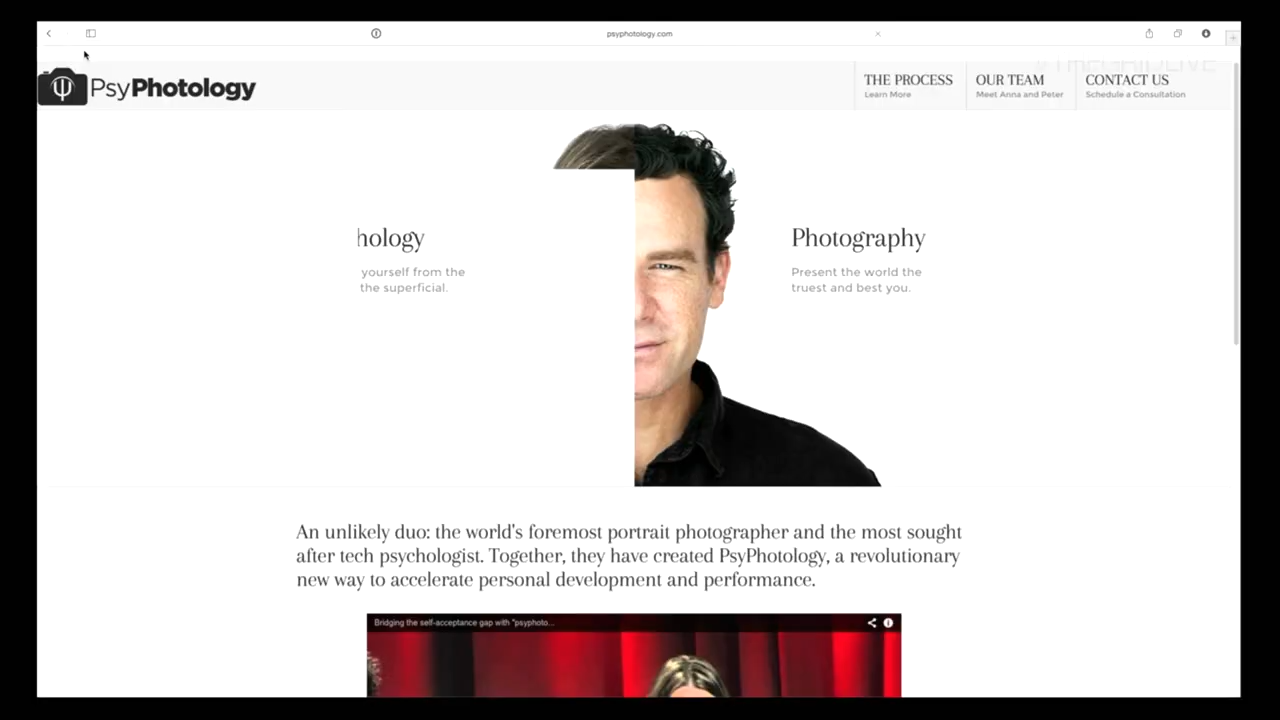 psyphotology.com
#THEGRIDLIVE
PsyPhotology
THE PROCESS
Learn More
OUR TEAM
Meet Anna and Peter
CONTACT US
Schedule a Consultation
hology
yourself from the
the superficial.
Photography
Present the world the
truest and best you.
An unlikely duo: the world's foremost portrait photographer and the most sought
after tech psychologist. Together, they have created PsyPhotology, a revolutionary
new way to accelerate personal development and performance.
Bridging the self-acceptance gap with "psyphoto...